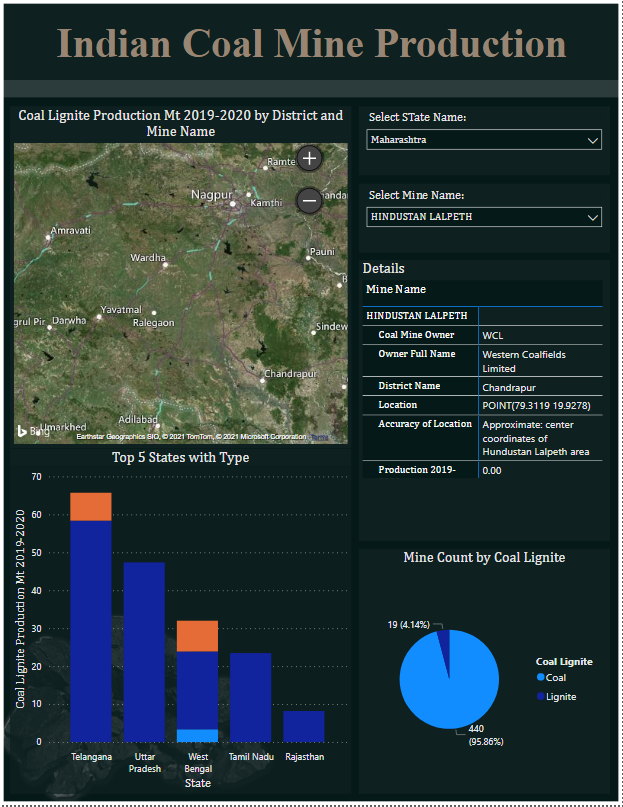 Indian Coal Mine Production
Coal Lignite Production Mt 2019-2020 by District and
Mine Name
Ramte
Nagpur
Kamthi
Amravati
Wardha
Pauni
Yavatmal
grul Pir
Darwha
Ralegaon
Sindew
Chandrapur
Adilabad
Umarkhed
Bing
Earthstar Geographics SIO, © 2021 TomTom, © 2021 Microsoft Corporation Terms
Select STate Name:
Maharashtra
Select Mine Name:
HINDUSTAN LALPETH
Details
Mine Name
HINDUSTAN LALPETH
Coal Mine Owner WCL
Owner Full Name Western Coalfields
Limited
District Name Chandrapur
Location POINT(79.3119 19.9278)
Accuracy of Location Approximate: center
coordinates of
Hundustan Lalpeth area
Production 2019- 0.00
Top 5 States with Type
Coal Lignite Production Mt 2019-2020
70
60
50
40
30
20
10
0
Telangana
Uttar
Pradesh
West
Bengal
Tamil Nadu
Rajasthan
State
Mine Count by Coal Lignite
19 (4.14%)
440
(95.86%)
Coal Lignite
Coal
Lignite